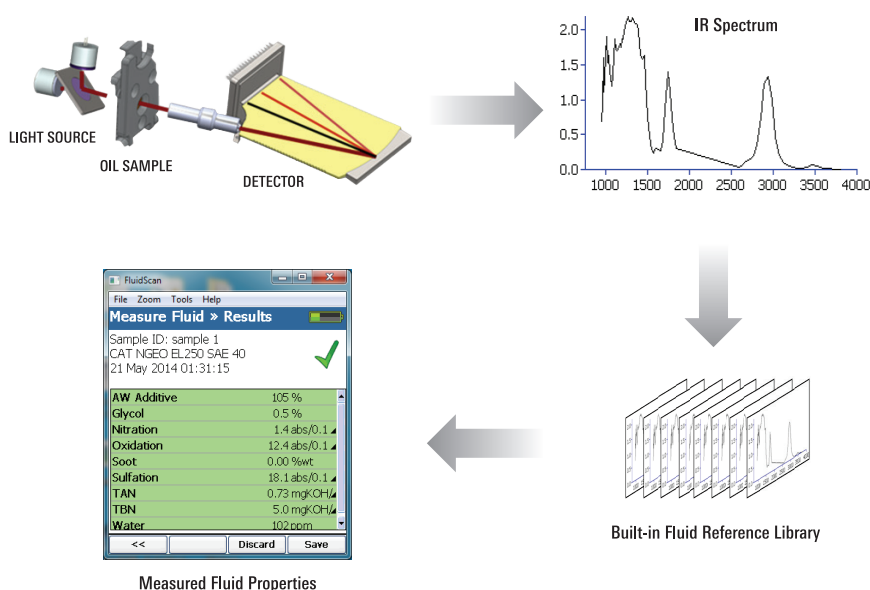 LIGHT SOURCE
OIL SAMPLE
DETECTOR
IR Spectrum
2.0
1.5
1.0
0.5
0.0
1000 1500 2000 2500 3000 3500 4000
FluidScan
File Zoom Tools Help
Measure Fluid » Results
Sample ID: sample 1
CAT NGEO EL250 SAE 40
21 May 2014 01:31:15
AW Additive 105 %
Glycol 0.5 %
Nitration 1.4 abs/0.1
Oxidation 12.4 abs/0.1
Soot 0.00 %wt
Sulfation 18.1 abs/0.1
TAN 0.73 mgKOH/
TBN 5.0 mgKOH/
Water 102 ppm
<< Discard Save
Measured Fluid Properties
Built-in Fluid Reference Library